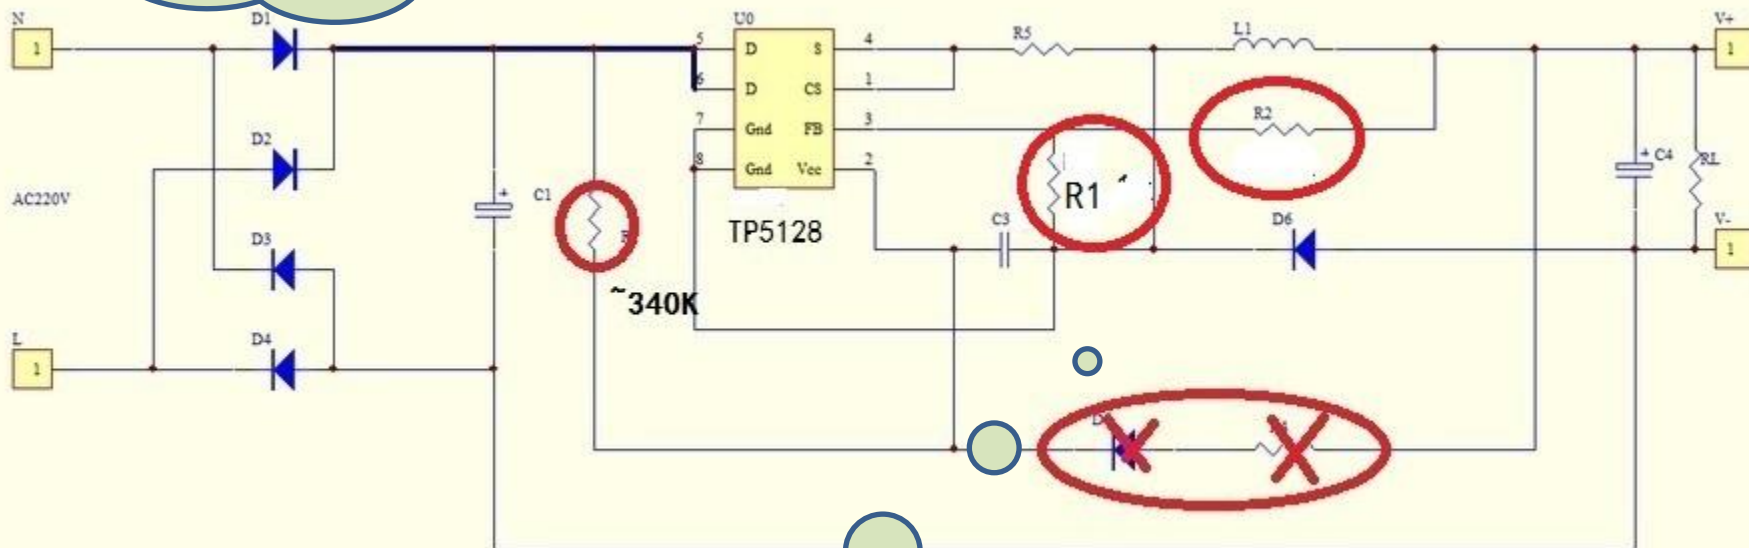 N
D1
U0
V+
1
5
D
S
4
R5
L1
1
6
D
CS
1
7
Gnd
FB
3
R2
D2
8
Gnd
Vcc
2
C4
RL
AC220V
C1
R1
TP5128
C3
D6
V-
1
D3
~340K
L
D4
1